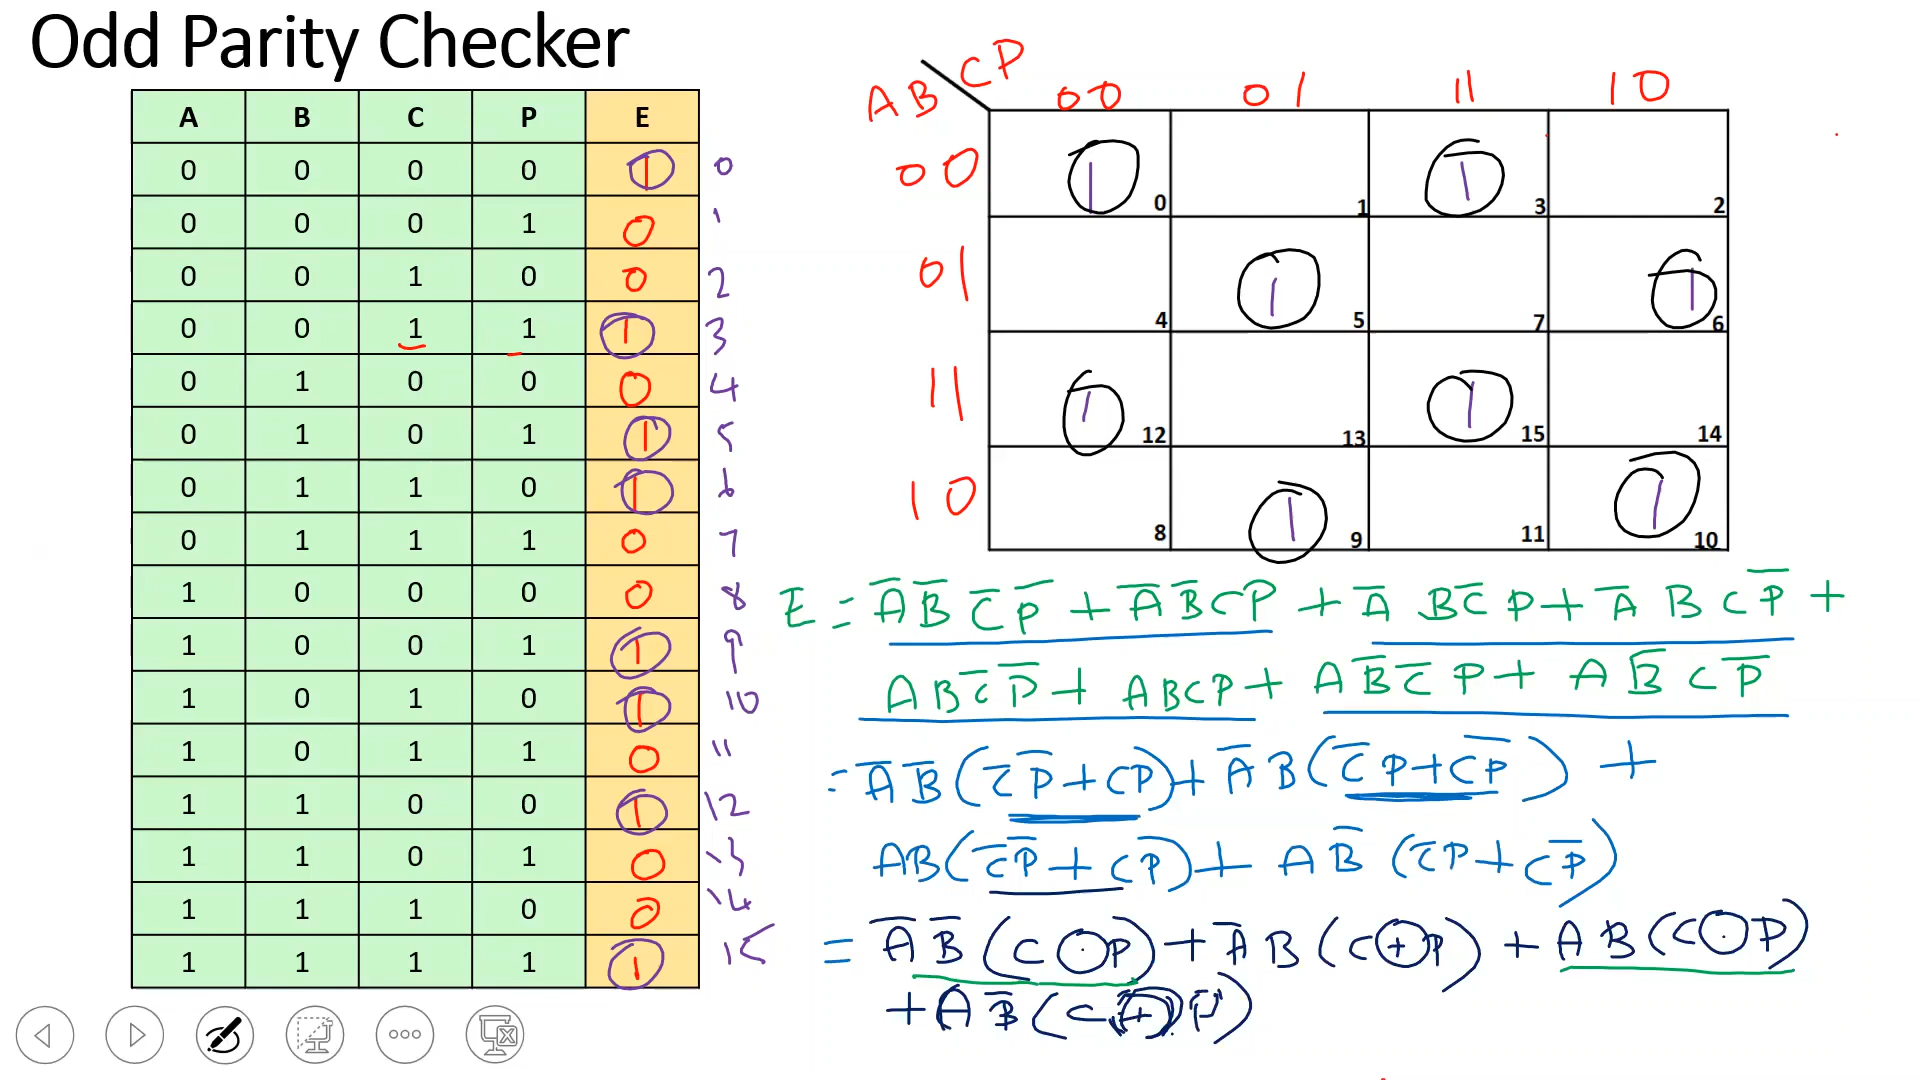 Odd Parity Checker
A B C P E
0 0 0 0 1 0
0 0 0 1 0 1
0 0 1 0 0 2
0 0 1 1 1 3
0 1 0 0 0 4
0 1 0 1 1 5
0 1 1 0 1 6
0 1 1 1 0 7
1 0 0 0 0 8
1 0 0 1 1 9
1 0 1 0 1 10
1 0 1 1 0 11
1 1 0 0 1 12
1 1 0 1 0 13
1 1 1 0 0 14
1 1 1 1 1 15
AB CP 00 01 11 10
00 1 0 1 1 3 2
01 4 1 5 7 1 6
11 1 12 13 1 15 14
10 8 1 9 11 1 10
E = A̅ B̅ C̅ P̅ + A̅ B̅ C P + A̅ B C̅ P + A̅ B C P̅ +
A B C̅ P̅ + A B C P + A B̅ C̅ P + A B̅ C P̅
= A̅ B̅ ( C̅ P̅ + C P ) + A̅ B ( C̅ P + C P̅ ) +
A B ( C̅ P̅ + C P̅ ) + A B̅ ( C̅ P + C P̅ )
= A̅ B̅ ( C ⊙ P ) + A̅ B ( C ⊕ P ) + A B ( C ⊙ P )
+ A B̅ ( C ⊕ P )